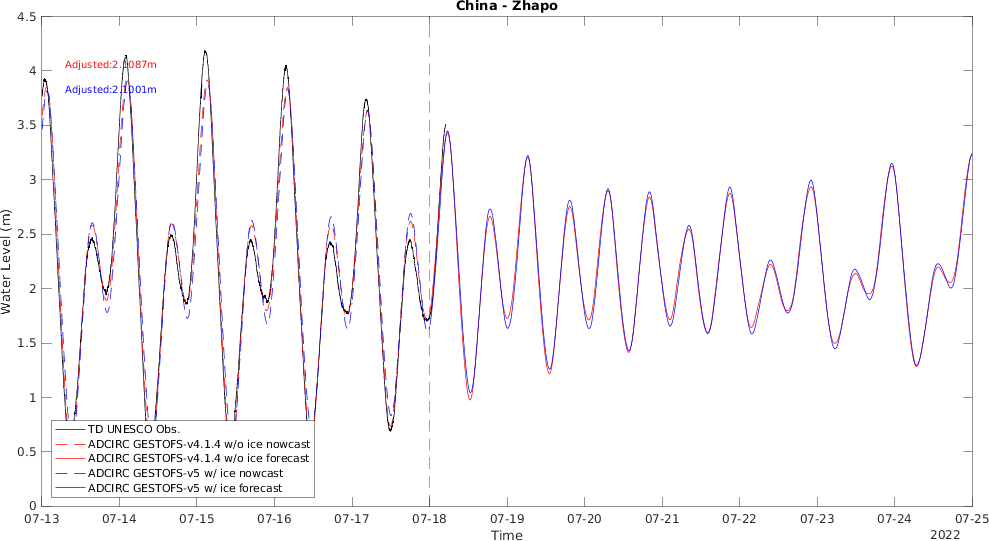 China - Zhapo
4.5
4
3.5
3
2.5
2
1.5
1
0.5
0
Water Level (m)
Adjusted:2.1087m
Adjusted:2.1001m
TD UNESCO Obs.
ADCIRC GESTOFS-v4.1.4 w/o ice nowcast
ADCIRC GESTOFS-v4.1.4 w/o ice forecast
ADCIRC GESTOFS-v5 w/ ice nowcast
ADCIRC GESTOFS-v5 w/ ice forecast
07-13 07-14 07-15 07-16 07-17 07-18 07-19 07-20 07-21 07-22 07-23 07-24 07-25
Time
2022